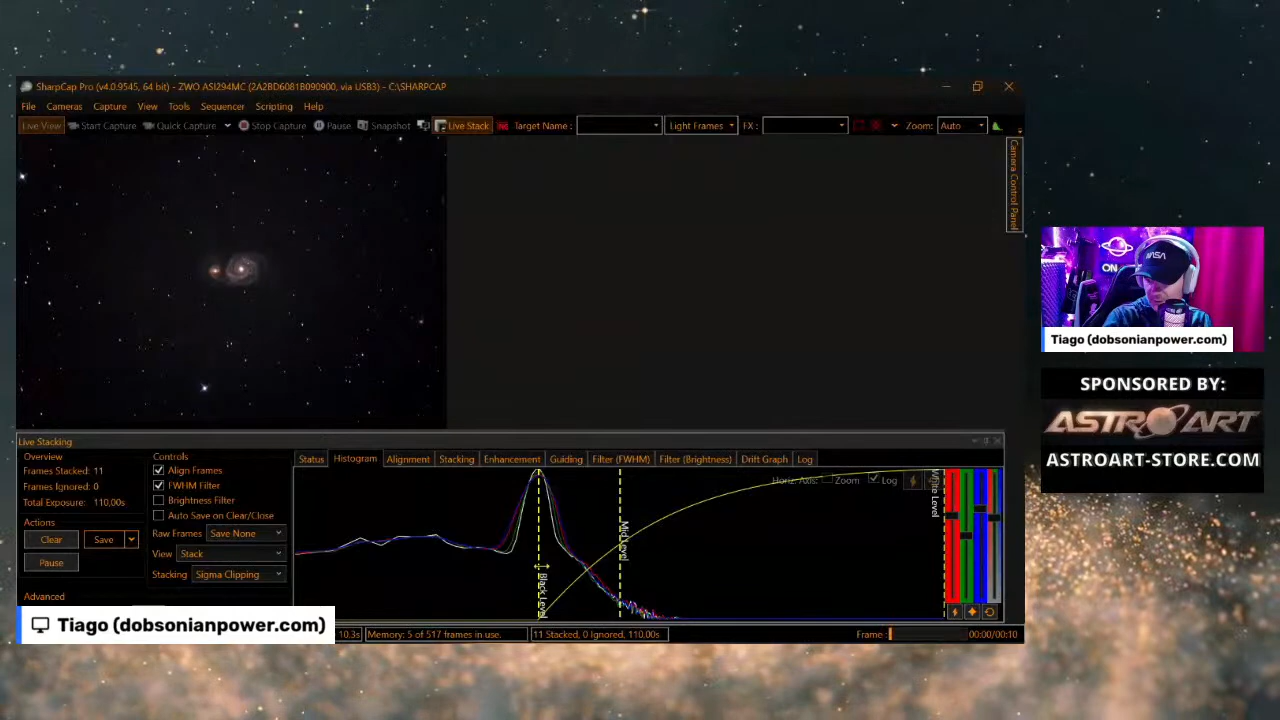 SharpCap Pro (v4.0.9545, 64 bit) - ZWO ASI294MC (2A2BD6081B090900, via USB3) - C:\SHARPCAP
File Cameras Capture View Tools Sequencer Scripting Help
Live View Start Capture Quick Capture Stop Capture Pause Snapshot Live Stack Target Name : Light Frames FX : Zoom: Auto
Camera Control Panel
NASA
ON
Tiago (dobsonianpower.com)
SPONSORED BY:
ASTROART
ASTROART-STORE.COM
Live Stacking
Overview
Frames Stacked: 11
Frames Ignored: 0
Total Exposure: 110,00s
Actions
Clear Save
Pause
Advanced
Controls
Align Frames
FWHM Filter
Brightness Filter
Auto Save on Clear/Close
Raw Frames Save None
View Stack
Stacking Sigma Clipping
Status Histogram Alignment Stacking Enhancement Guiding Filter (FWHM) Filter (Brightness) Drift Graph Log
Horiz Axis: Zoom Log
Black Level
Mid Level
White Level
Tiago (dobsonianpower.com)
10.3s Memory: 5 of 517 frames in use. 11 Stacked, 0 Ignored, 110,00s Frame : 00:00/00:10